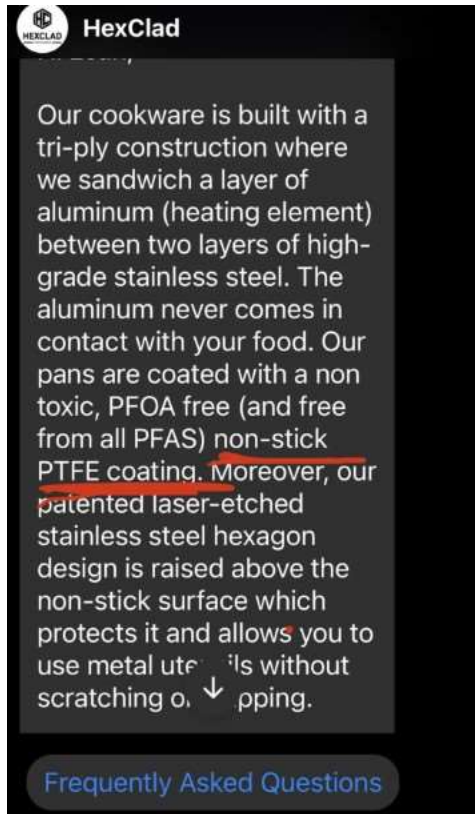 HEXCLAD
HexClad
Our cookware is built with a
tri-ply construction where
we sandwich a layer of
aluminum (heating element)
between two layers of high-
grade stainless steel. The
aluminum never comes in
contact with your food. Our
pans are coated with a non
toxic, PFOA free (and free
from all PFAS) non-stick
PTFE coating. Moreover, our
patented laser-etched
stainless steel hexagon
design is raised above the
non-stick surface which
protects it and allows you to
use metal without
scratching
Frequently Asked Questions